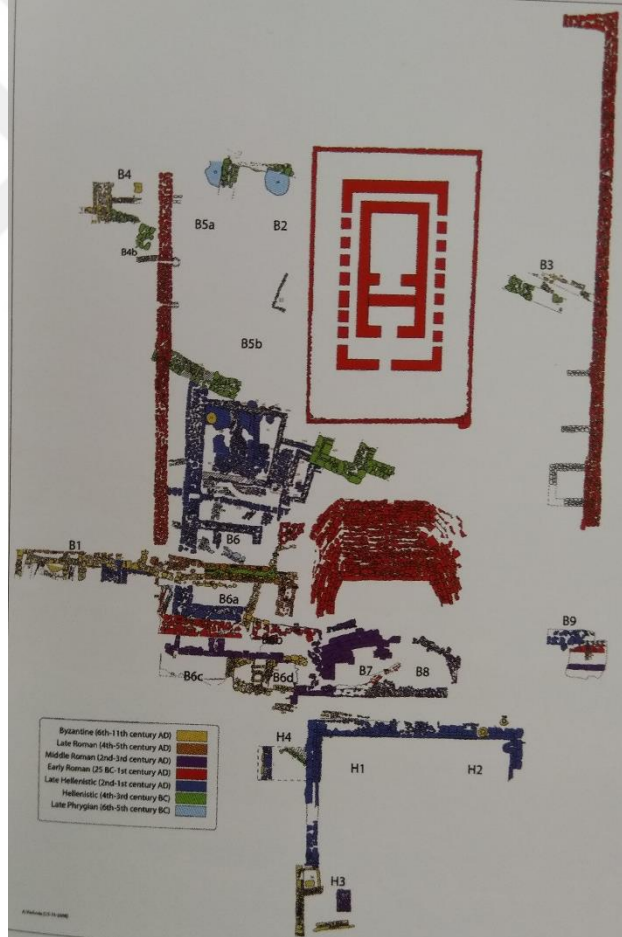 B4
B5a
B2
B4b
B3
B5b
B1
B6
B6a
B6b
B9
B6c
B6d
B7
B8
H4
H1
H2
Byzantine (6th-11th century AD)
Late Roman (4th-5th century AD)
Middle Roman (2nd-3rd century AD)
Early Roman (25 BC-1st century AD)
Late Hellenistic (2nd-1st century AD)
Hellenistic (4th-3rd century BC)
Late Phrygian (6th-5th century BC)
H3